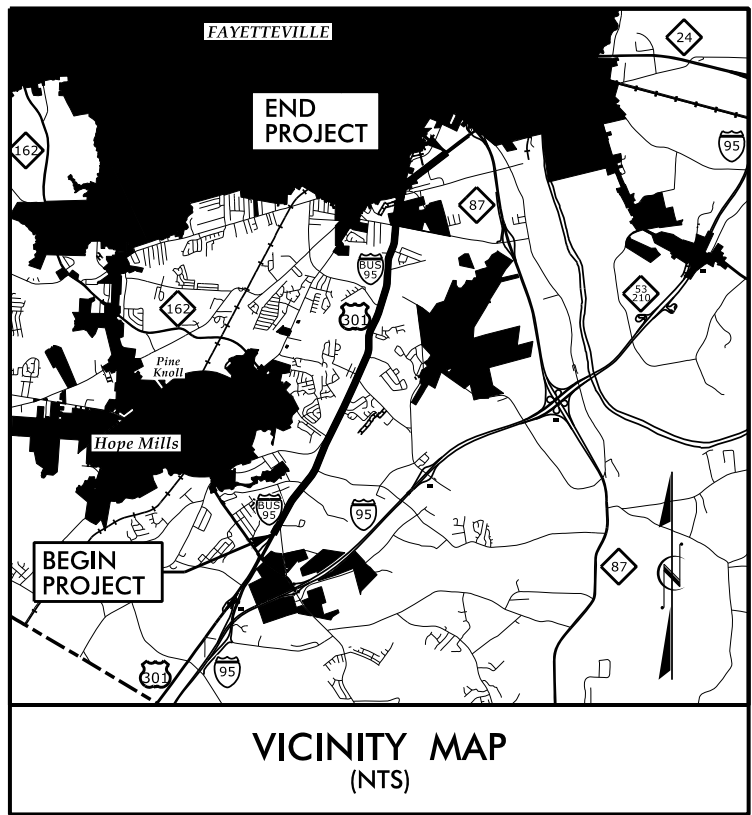 FAYETTEVILLE
24
END
PROJECT
162
95
87
BUS
95
53
210
162
301
Pine
Knoll
Hope Mills
BUS
95
95
BEGIN
PROJECT
87
N
301
95
VICINITY MAP
(NTS)